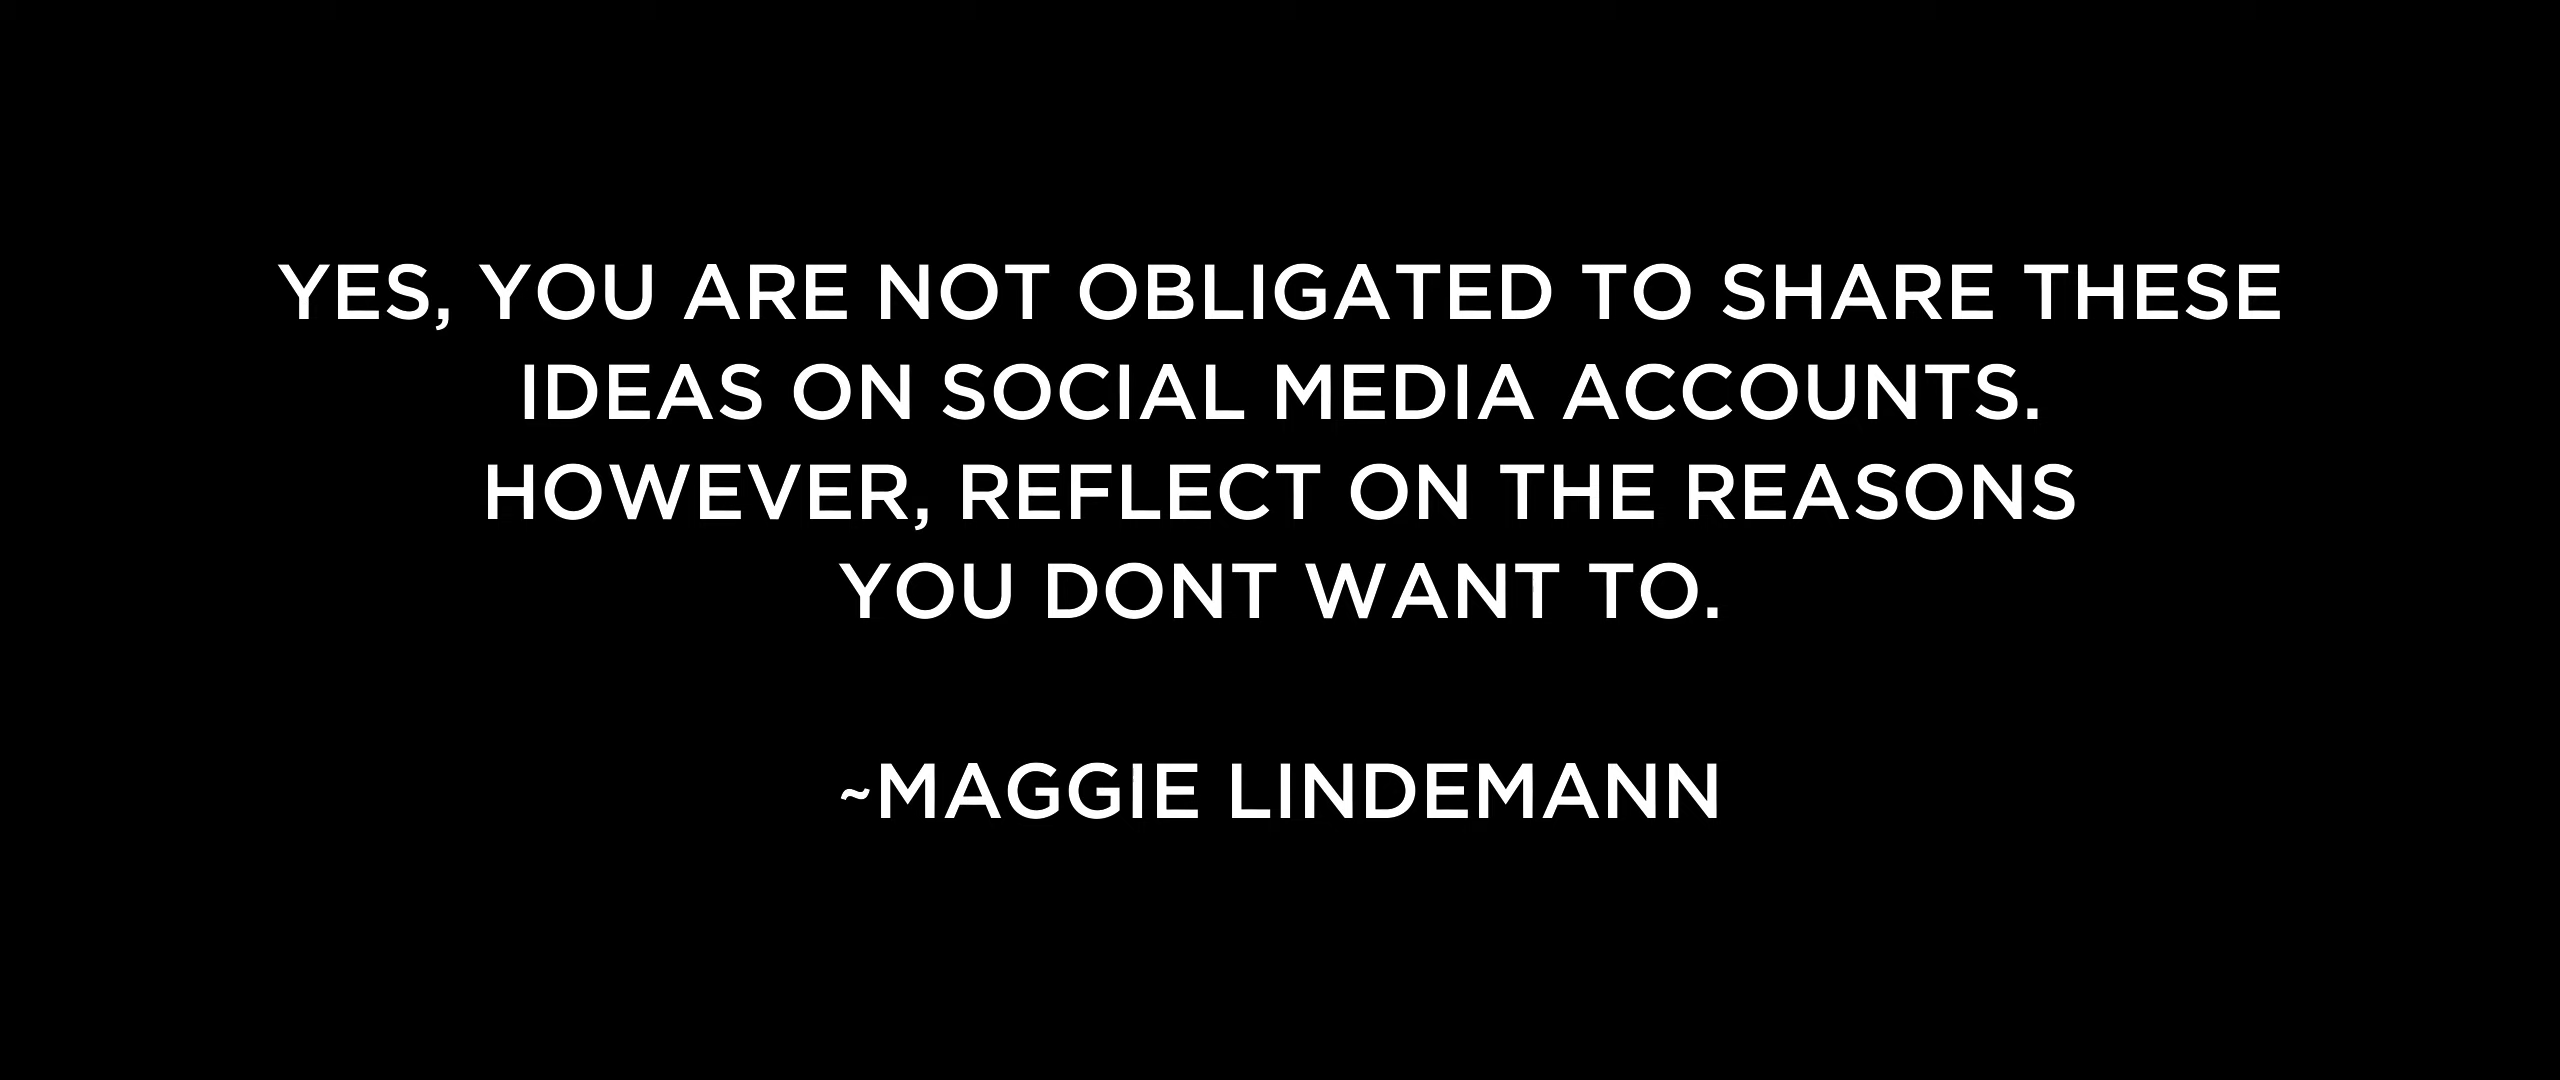 YES, YOU ARE NOT OBLIGATED TO SHARE THESE
IDEAS ON SOCIAL MEDIA ACCOUNTS.
HOWEVER, REFLECT ON THE REASONS
YOU DONT WANT TO.
~MAGGIE LINDEMANN